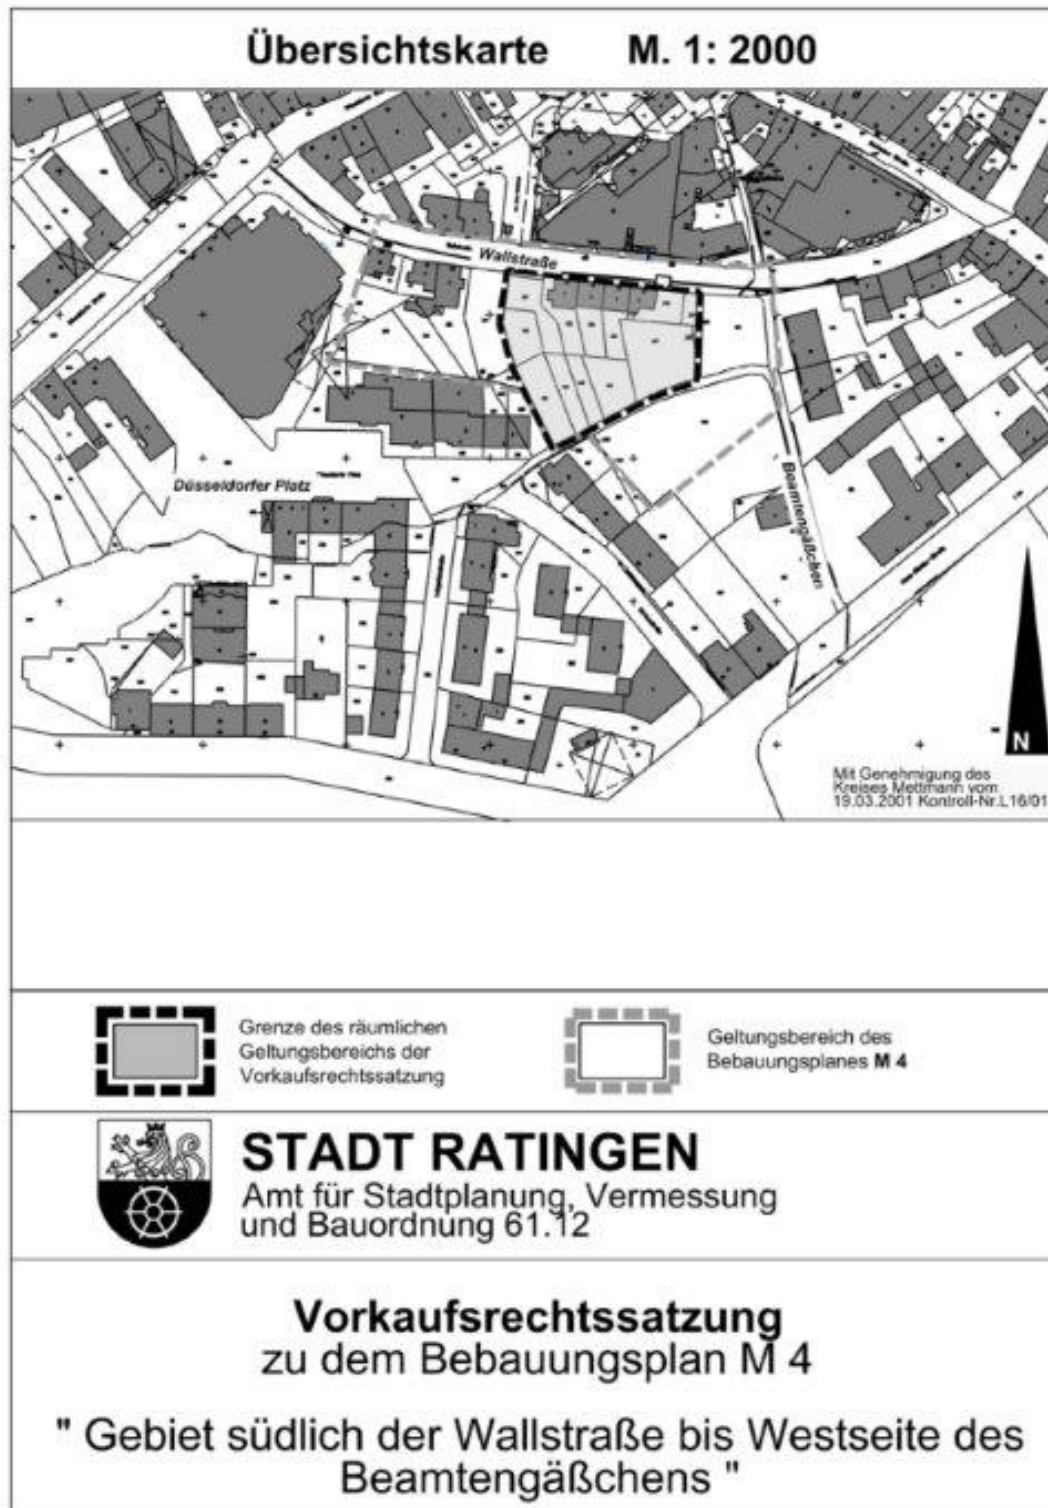 Übersichtskarte M. 1: 2000
Wallstraße
Düsseldorfer Platz
Beamtengäßchen
N
Mit Genehmigung des
Kreises Mettmann vom
19.03.2001 Kontroll-Nr.L16/01
Grenze des räumlichen
Geltungsbereichs der
Vorkaufsrechtssatzung
Geltungsbereich des
Bebauungsplanes M 4
STADT RATINGEN
Amt für Stadtplanung, Vermessung
und Bauordnung 61.12
Vorkaufsrechtssatzung
zu dem Bebauungsplan M 4
" Gebiet südlich der Wallstraße bis Westseite des
Beamtengäßchens "